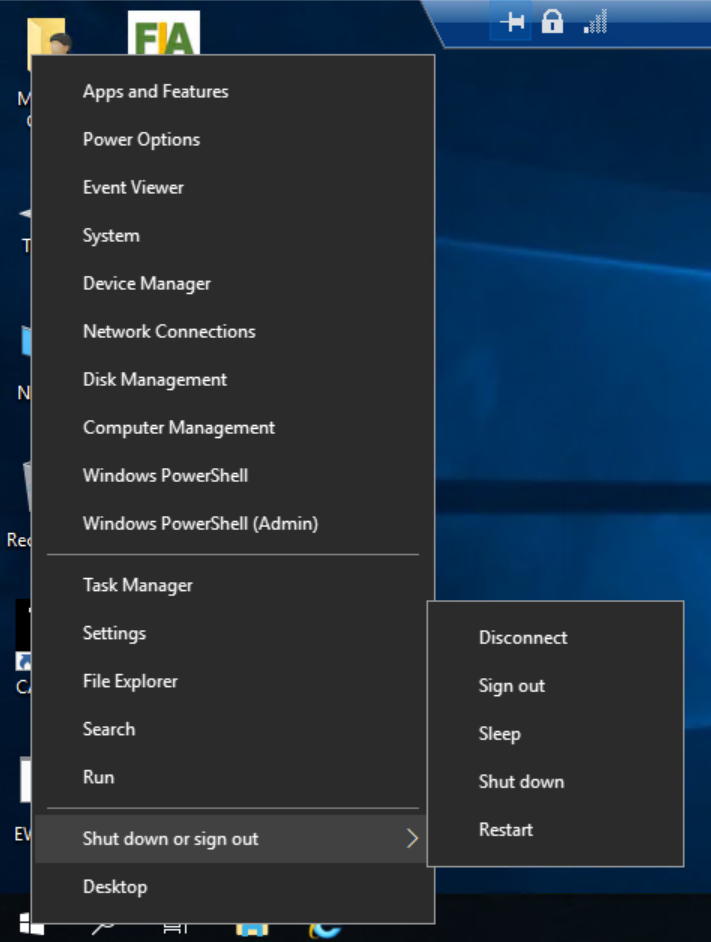 FIA
Apps and Features
Power Options
Event Viewer
System
Device Manager
Network Connections
Disk Management
Computer Management
Windows PowerShell
Windows PowerShell (Admin)
Task Manager
Settings
File Explorer
Search
Run
Shut down or sign out
Desktop
Disconnect
Sign out
Sleep
Shut down
Restart